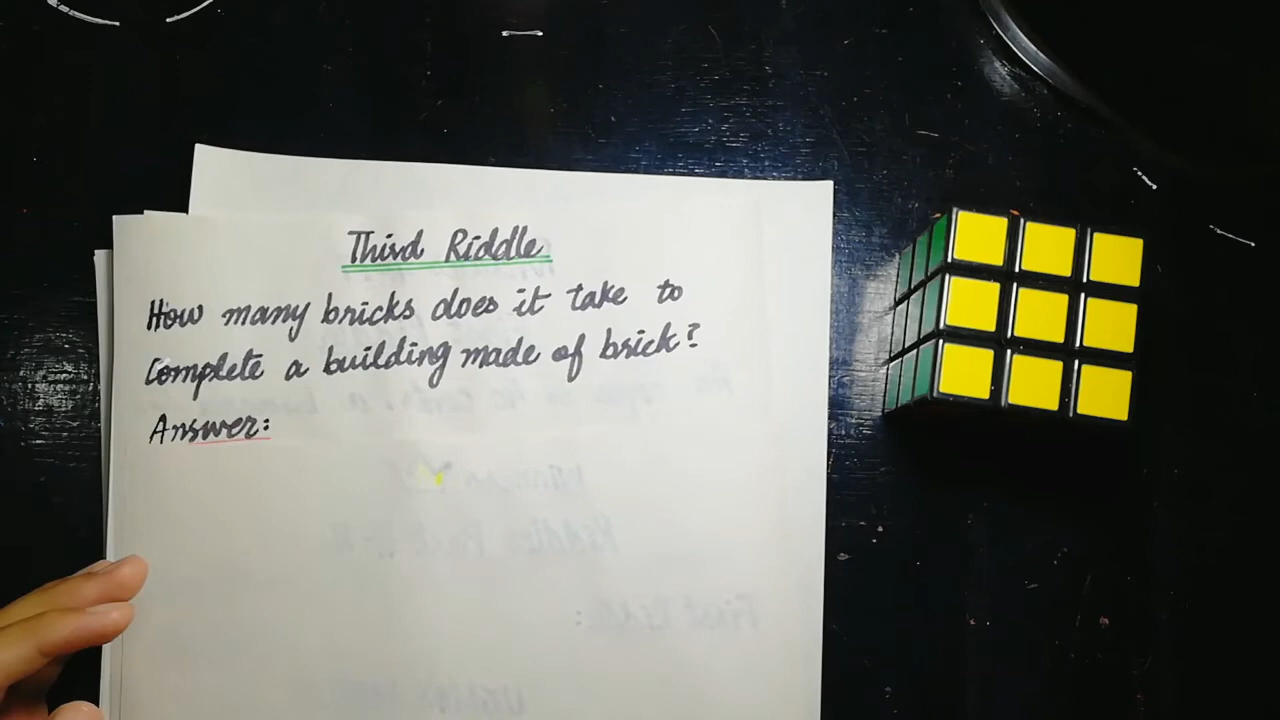 Third Riddle
How many bricks does it take to
Complete a building made of brick?
Answer: